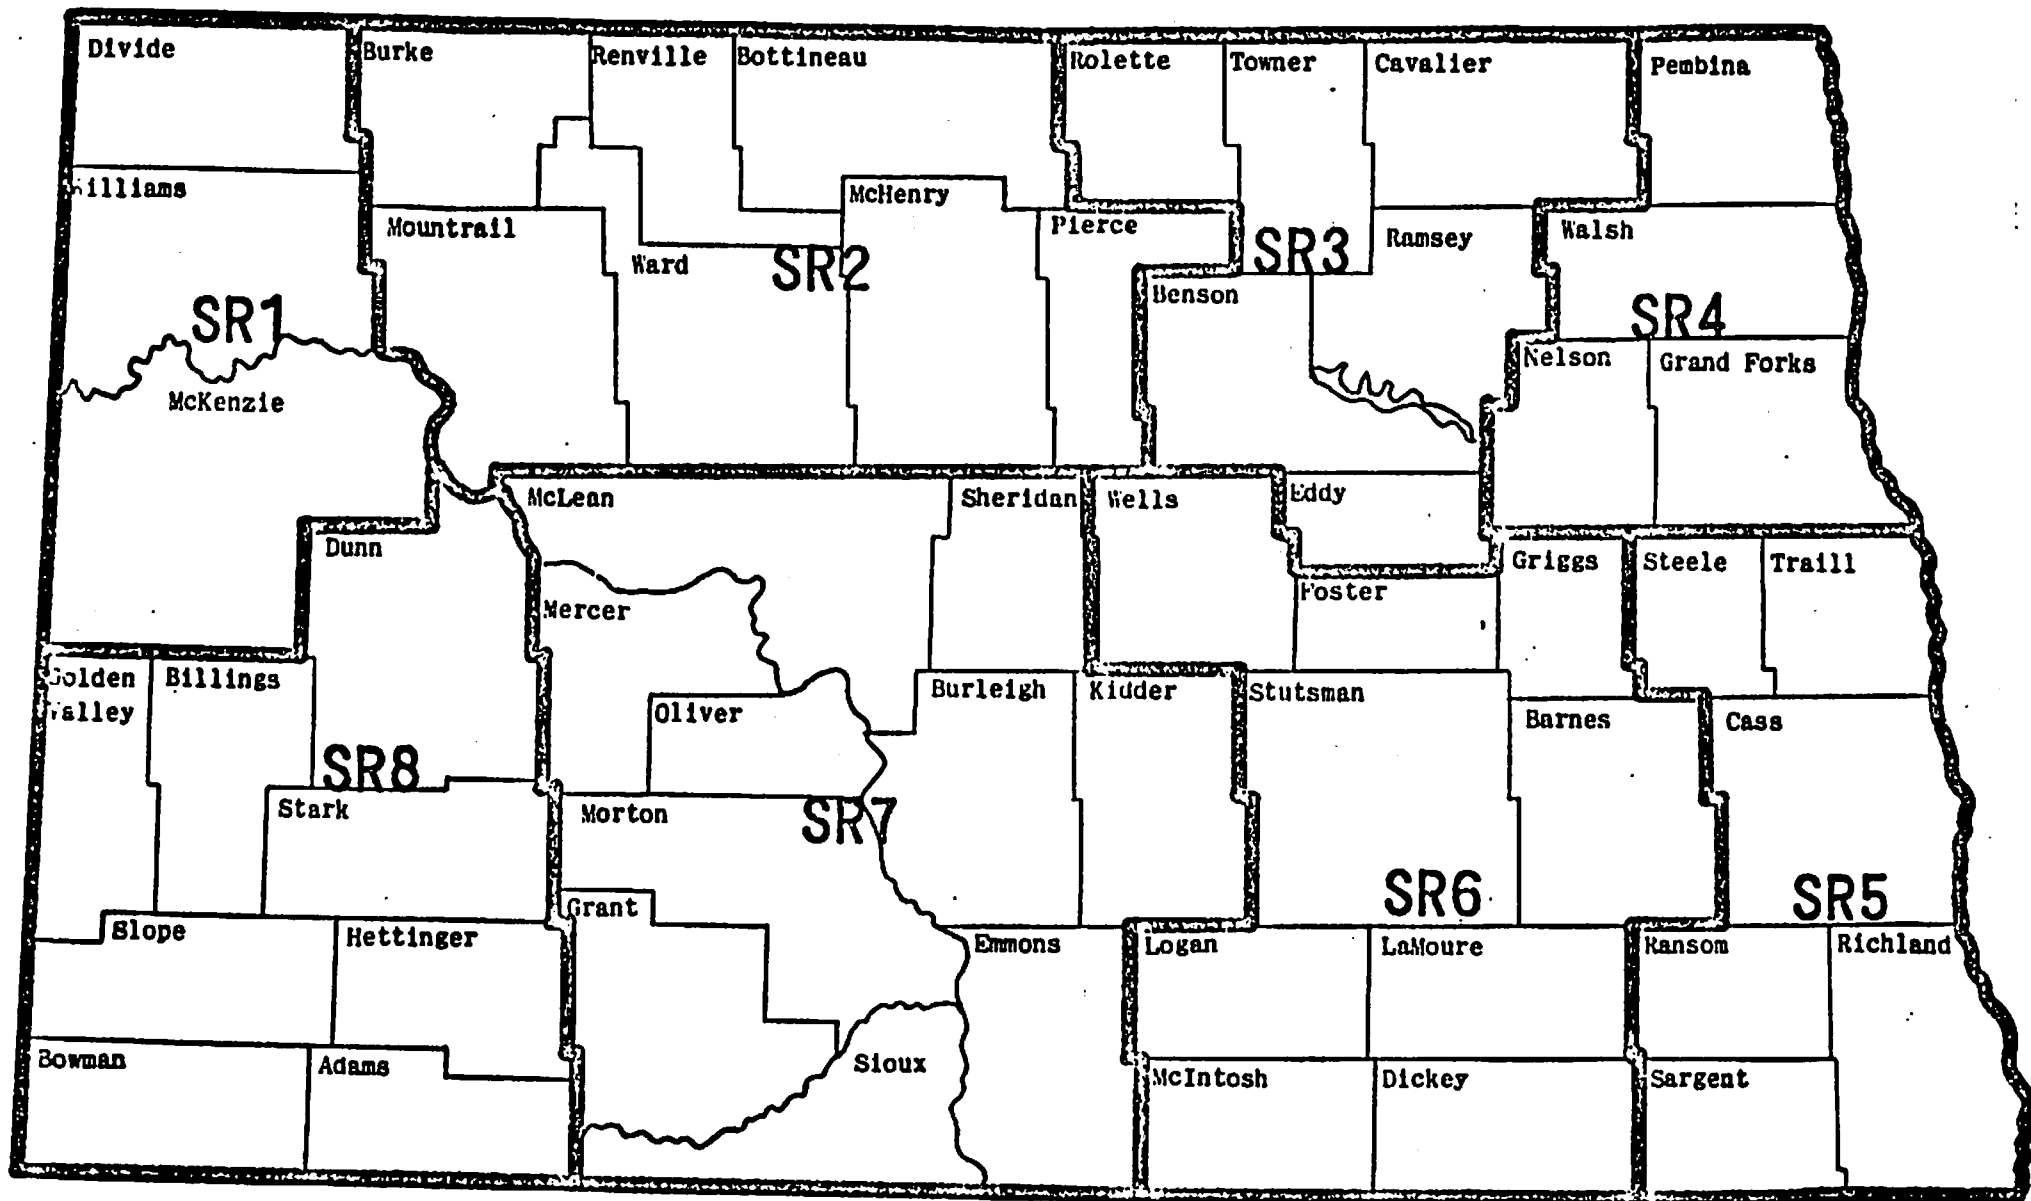 Divide
Burke
Renville
Bottineau
Rolette
Towner
Cavalier
Pembina
Williams
McHenry
Mountrail
Pierce
Ramsey
Walsh
Ward
SR2
SR3
Benson
SR1
SR4
Nelson
Grand Forks
McKenzie
McLean
Sheridan
Wells
Eddy
Dunn
Griggs
Steele
Traill
Foster
Mercer
Golden
Valley
Billings
Burleigh
Kidder
Stutsman
Oliver
Barnes
Cass
SR8
Stark
Morton
SR7
SR6
SR5
Grant
Slope
Hettinger
Emmons
Logan
LaMoure
Ransom
Richland
Bowman
Adams
Sioux
McIntosh
Dickey
Sargent